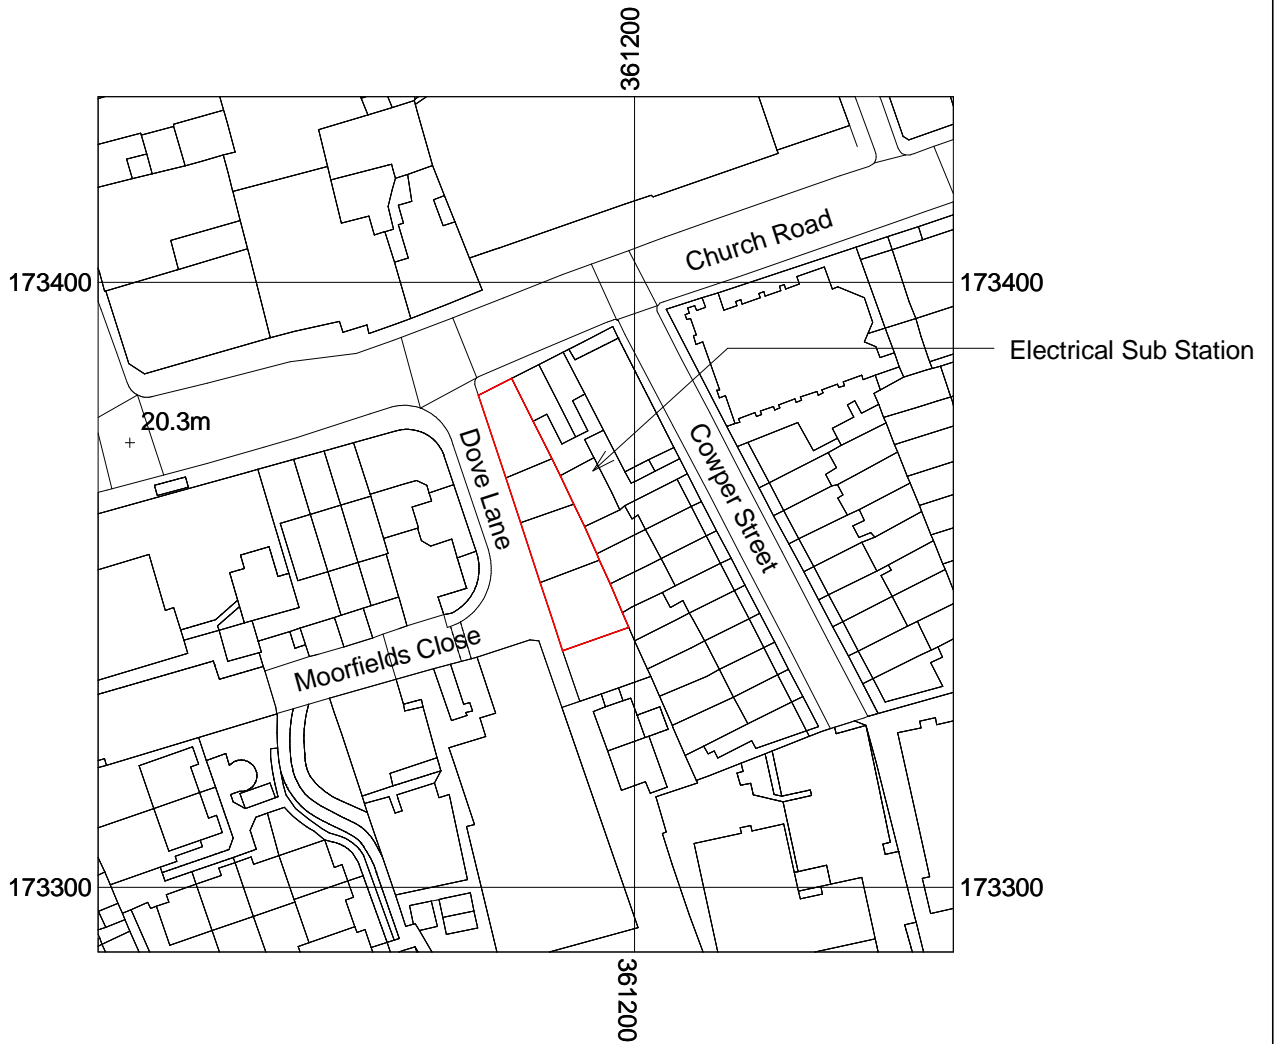 361200
Church Road
173400
173400
Electrical Sub Station
20.3m
Dove Lane
Cowper Street
Moorfields Close
173300
173300
361200